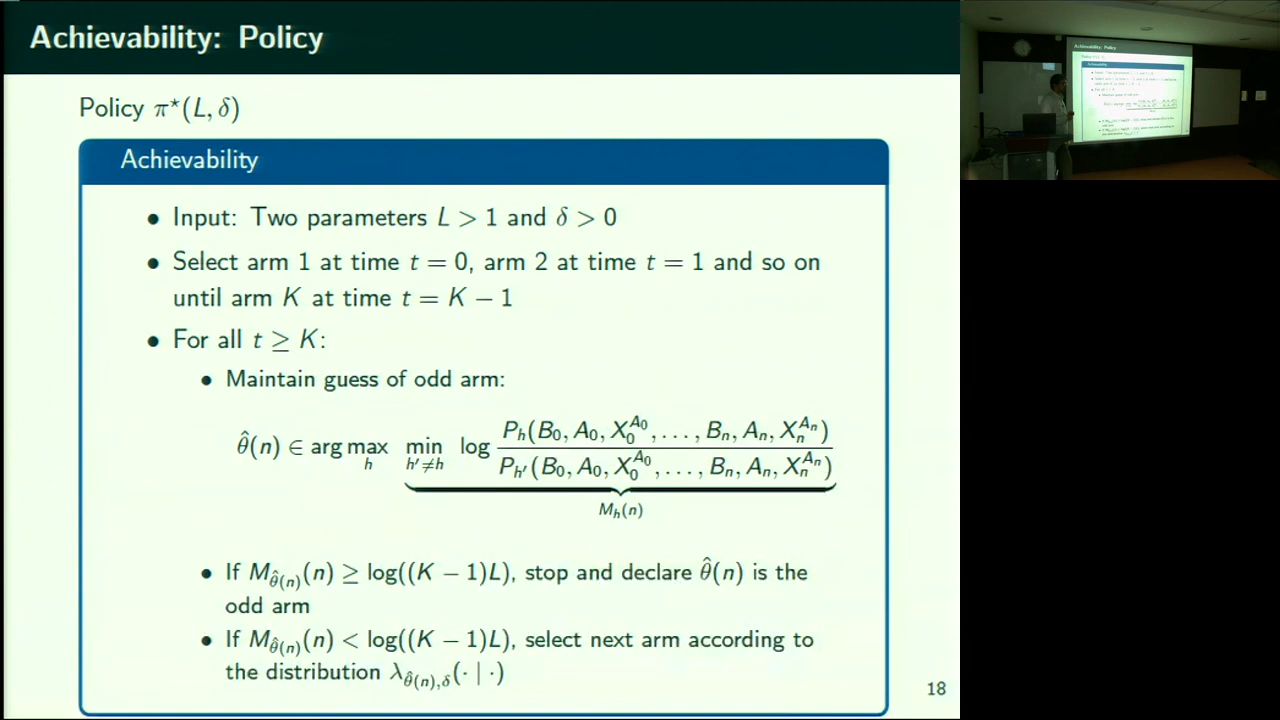 Achievability: Policy
Policy π*(L, δ)
Achievability
• Input: Two parameters L > 1 and δ > 0
• Select arm 1 at time t = 0, arm 2 at time t = 1 and so on
until arm K at time t = K − 1
• For all t ≥ K:
• Maintain guess of odd arm:
θ̂(n) ∈ arg max_h min_{h'≠h} log P_h(B_0, A_0, X_0^{A_0}, . . . , B_n, A_n, X_n^{A_n}) / P_{h'}(B_0, A_0, X_0^{A_0}, . . . , B_n, A_n, X_n^{A_n})
M_h(n)
• If M_{θ̂(n)}(n) ≥ log((K − 1)L), stop and declare θ̂(n) is the
odd arm
• If M_{θ̂(n)}(n) < log((K − 1)L), select next arm according to
the distribution λ_{θ̂(n),δ}(· | ·)
18
Achievability: Policy
Achievability